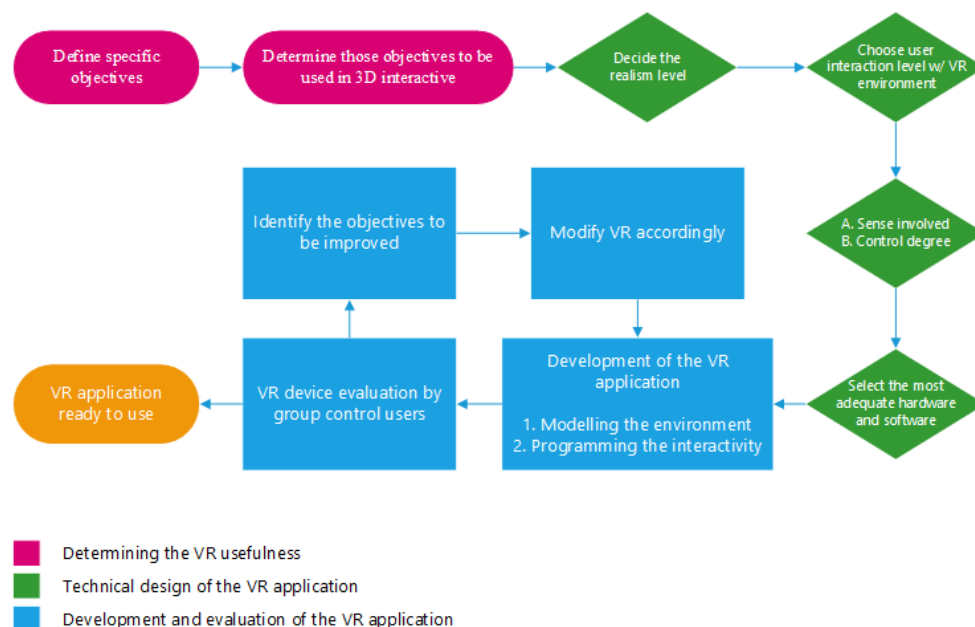 Define specific
objectives
Determine those objectives to be
used in 3D interactive
Decide the
realism level
Choose user
interaction level w/ VR
environment
A. Sense involved
B. Control degree
Select the most
adequate hardware
and software
Development of the VR
application
1. Modelling the environment
2. Programming the interactivity
VR device evaluation by
group control users
Identify the objectives to
be improved
Modify VR accordingly
VR application
ready to use
Determining the VR usefulness
Technical design of the VR application
Development and evaluation of the VR application